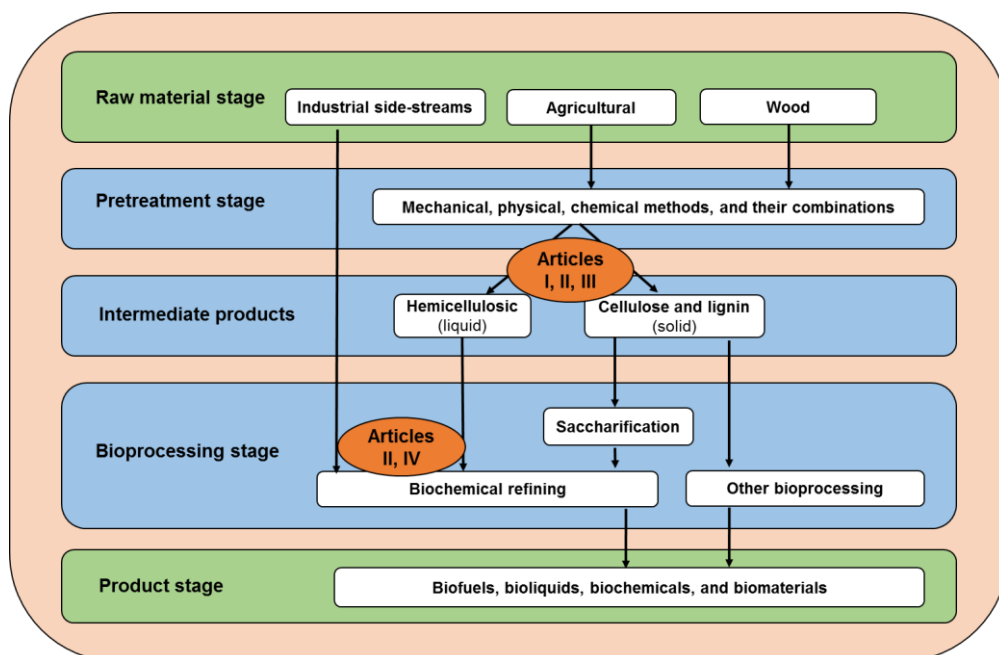 Raw material stage
Industrial side-streams
Agricultural
Wood
Pretreatment stage
Mechanical, physical, chemical methods, and their combinations
Articles
I, II, III
Intermediate products
Hemicellulosic
(liquid)
Cellulose and lignin
(solid)
Bioprocessing stage
Saccharification
Articles
II, IV
Biochemical refining
Other bioprocessing
Product stage
Biofuels, bioliquids, biochemicals, and biomaterials